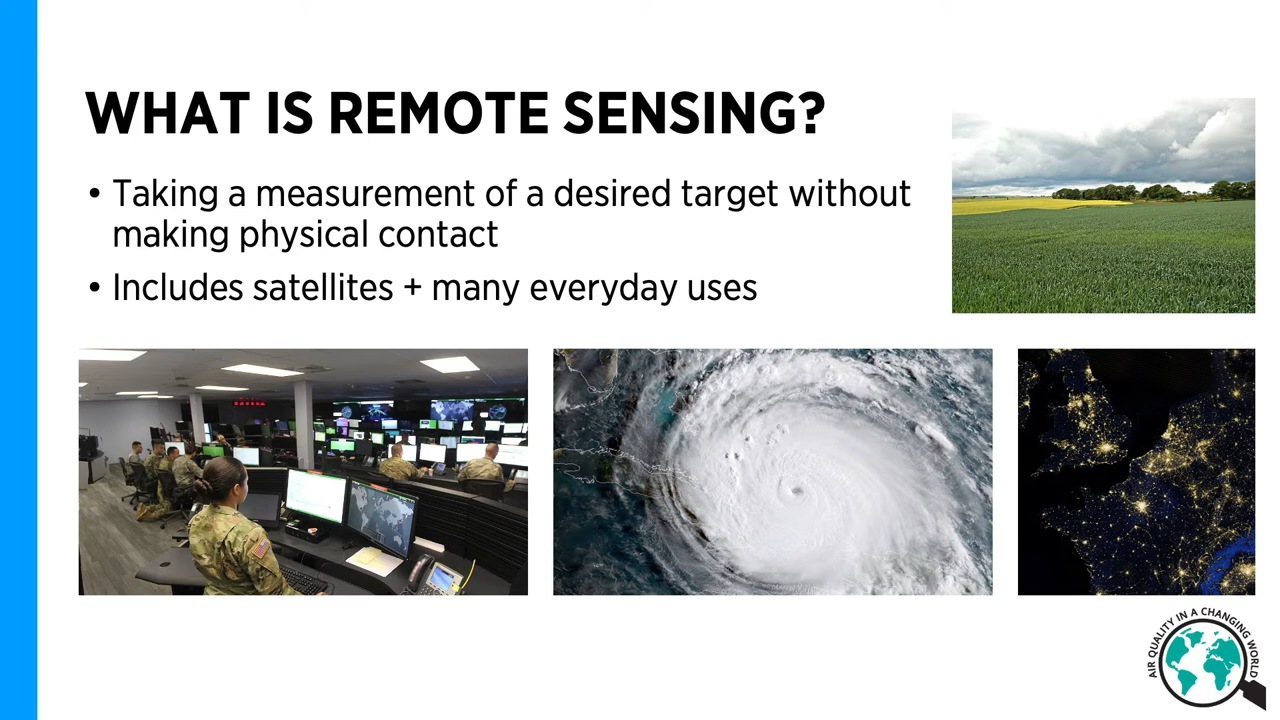 WHAT IS REMOTE SENSING?
• Taking a measurement of a desired target without
making physical contact
• Includes satellites + many everyday uses
AIR QUALITY IN A CHANGING WORLD